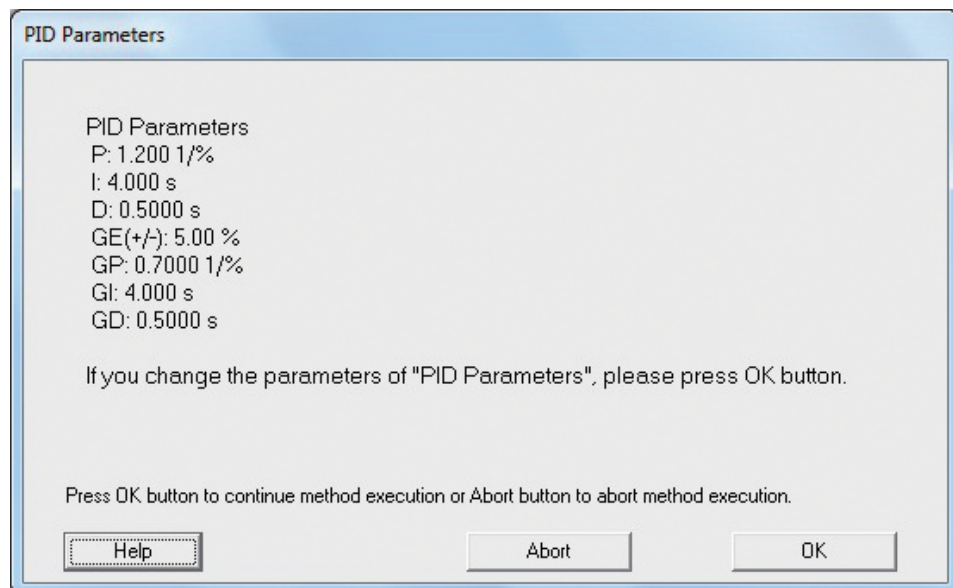 PID Parameters
PID Parameters
P: 1.200 1/%
I: 4.000 s
D: 0.5000 s
GE(+/-): 5.00 %
GP: 0.7000 1/%
GI: 4.000 s
GD: 0.5000 s
If you change the parameters of "PID Parameters", please press OK button.
Press OK button to continue method execution or Abort button to abort method execution.
Help Abort OK